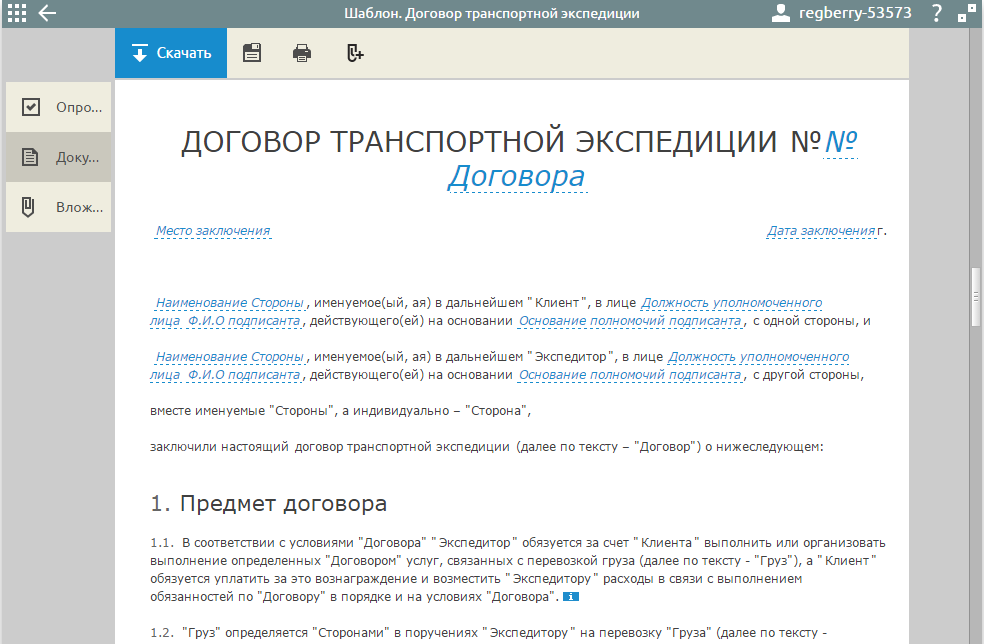 Шаблон. Договор транспортной экспедиции
regberry-53573 ?
Скачать
Опро...
Доку...
Влож...
ДОГОВОР ТРАНСПОРТНОЙ ЭКСПЕДИЦИИ №№
Договора
Место заключения Дата заключения г.
Наименование Стороны, именуемое(ый, ая) в дальнейшем "Клиент", в лице Должность уполномоченного
лица Ф.И.О подписанта, действующего(ей) на основании Основание полномочий подписанта, с одной стороны, и
Наименование Стороны, именуемое(ый, ая) в дальнейшем "Экспедитор", в лице Должность уполномоченного
лица Ф.И.О подписанта, действующего(ей) на основании Основание полномочий подписанта, с другой стороны,
вместе именуемые "Стороны", а индивидуально – "Сторона",
заключили настоящий договор транспортной экспедиции (далее по тексту – "Договор") о нижеследующем:
1. Предмет договора
1.1. В соответствии с условиями "Договора" "Экспедитор" обязуется за счет "Клиента" выполнить или организовать
выполнение определенных "Договором" услуг, связанных с перевозкой груза (далее по тексту - "Груз"), а "Клиент"
обязуется уплатить за это вознаграждение и возместить "Экспедитору" расходы в связи с выполнением
обязанностей по "Договору" в порядке и на условиях "Договора". i
1.2. "Груз" определяется "Сторонами" в поручениях "Экспедитору" на перевозку "Груза" (далее по тексту -